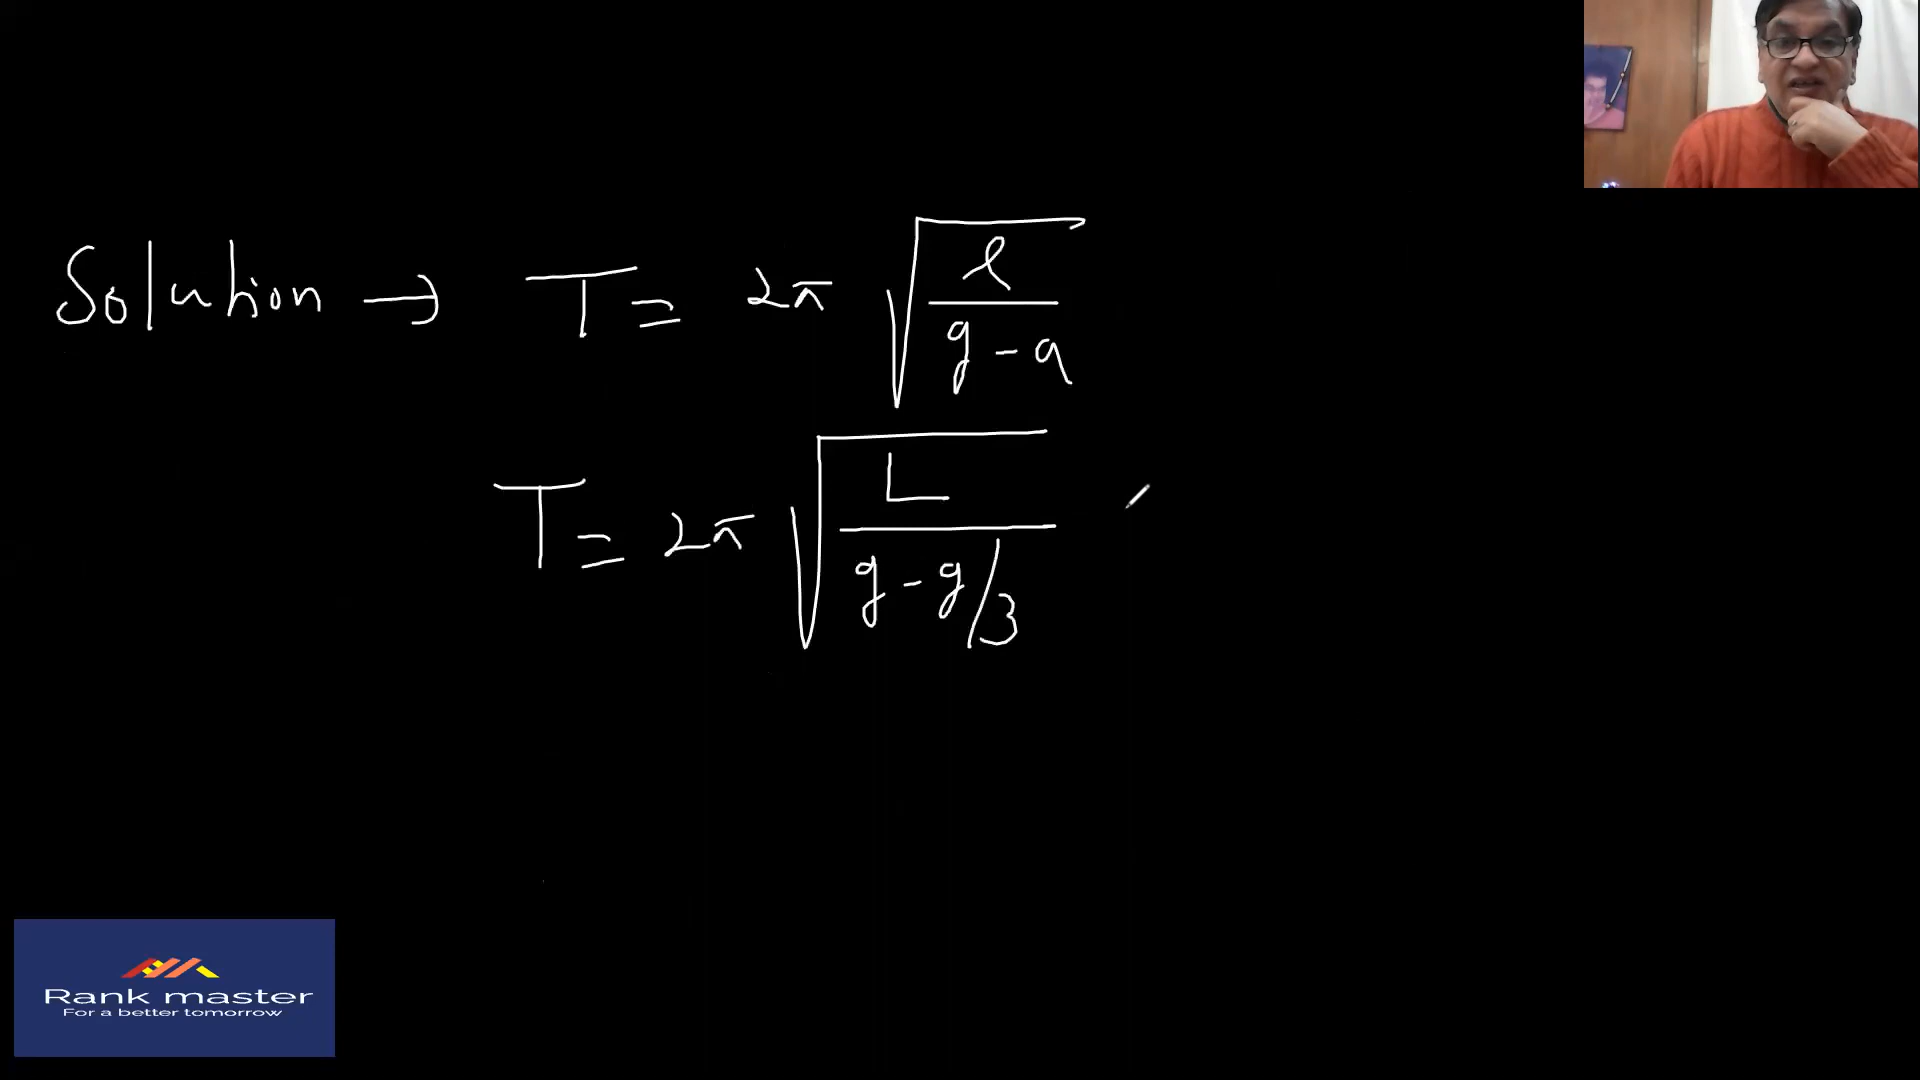 Solution → T = 2π √(l/(g - a))
T = 2π √(L/(g - g/3))
Rank master
For a better tomorrow